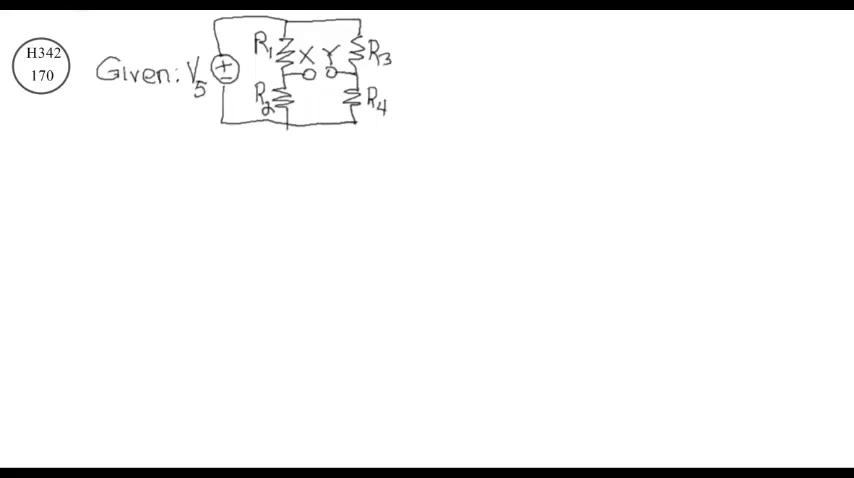 H342
170
Given: V5
+
−
R1
X Y
R3
R2
R4